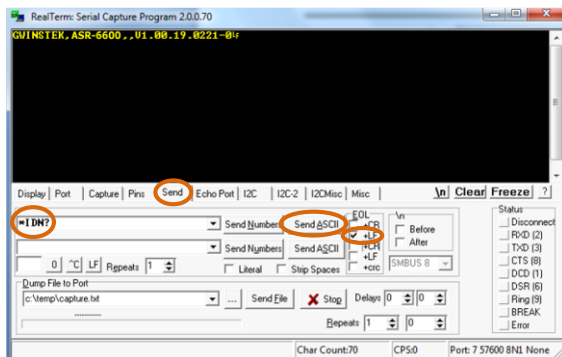 RealTerm: Serial Capture Program 2.0.0.70
GWINSTEK,ASR-6600,,V1.00.19.0221-04LF
Display Port Capture Pins Send Echo Port I2C I2C-2 I2CMisc Misc \n Clear Freeze ?
*IDN? Send Numbers Send ASCII
Send Numbers Send ASCII
0 ^C LF Repeats 1 Literal Strip Spaces
EOL
+CR
+LF
+CR
+LF
+crc
\n
Before
After
SMBUS 8
Dump File to Port
c:\temp\capture.txt ... Send File Stop Delays 0 0
Repeats 1 0
Status
Disconnect
RXD (2)
TXD (3)
CTS (8)
DCD (1)
DSR (6)
Ring (9)
BREAK
Error
Char Count:70 CPS:0 Port: 7 57600 8N1 None